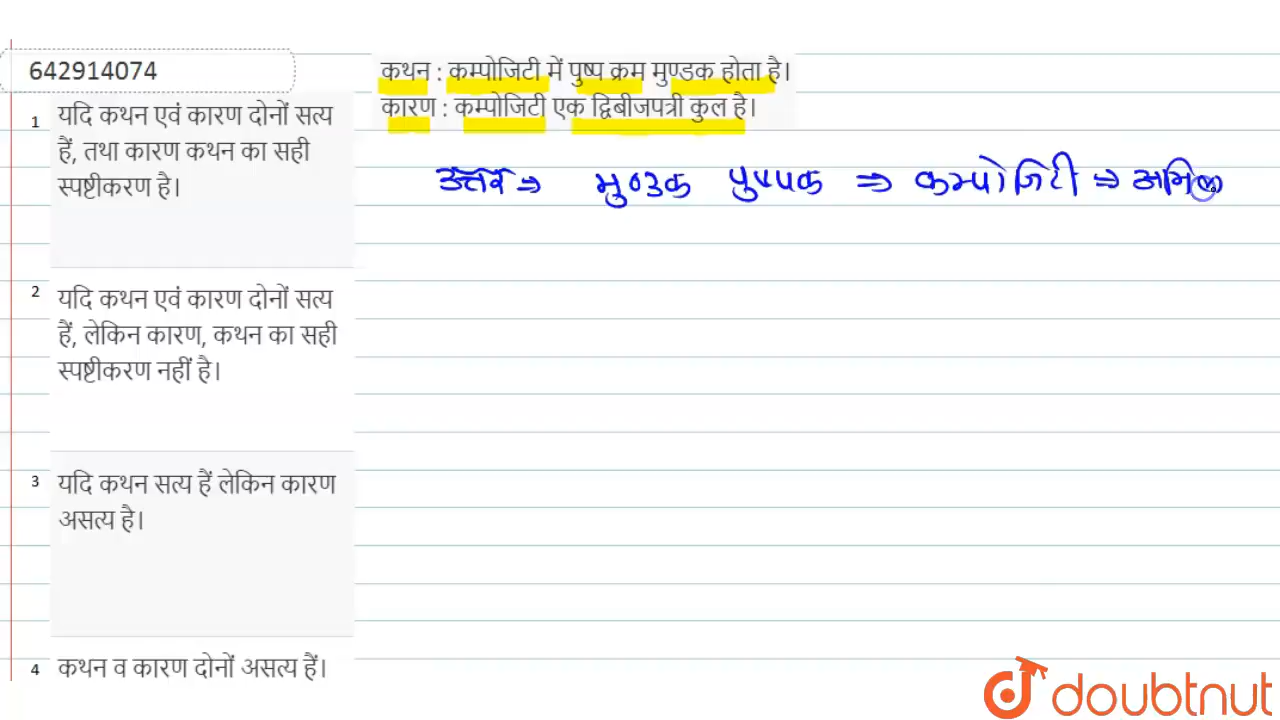 642914074
कथन : कम्पोजिटी में पुष्प क्रम मुण्डक होता है।
कारण : कम्पोजिटी एक द्विबीजपत्री कुल है।
उत्तर ⇒ मुण्डक पुष्पक ⇒ कम्पोजिटी ⇒
1 यदि कथन एवं कारण दोनों सत्य
हैं, तथा कारण कथन का सही
स्पष्टीकरण है।
2 यदि कथन एवं कारण दोनों सत्य
हैं, लेकिन कारण, कथन का सही
स्पष्टीकरण नहीं है।
3 यदि कथन सत्य हैं लेकिन कारण
असत्य है।
4 कथन व कारण दोनों असत्य हैं।
doubtnut